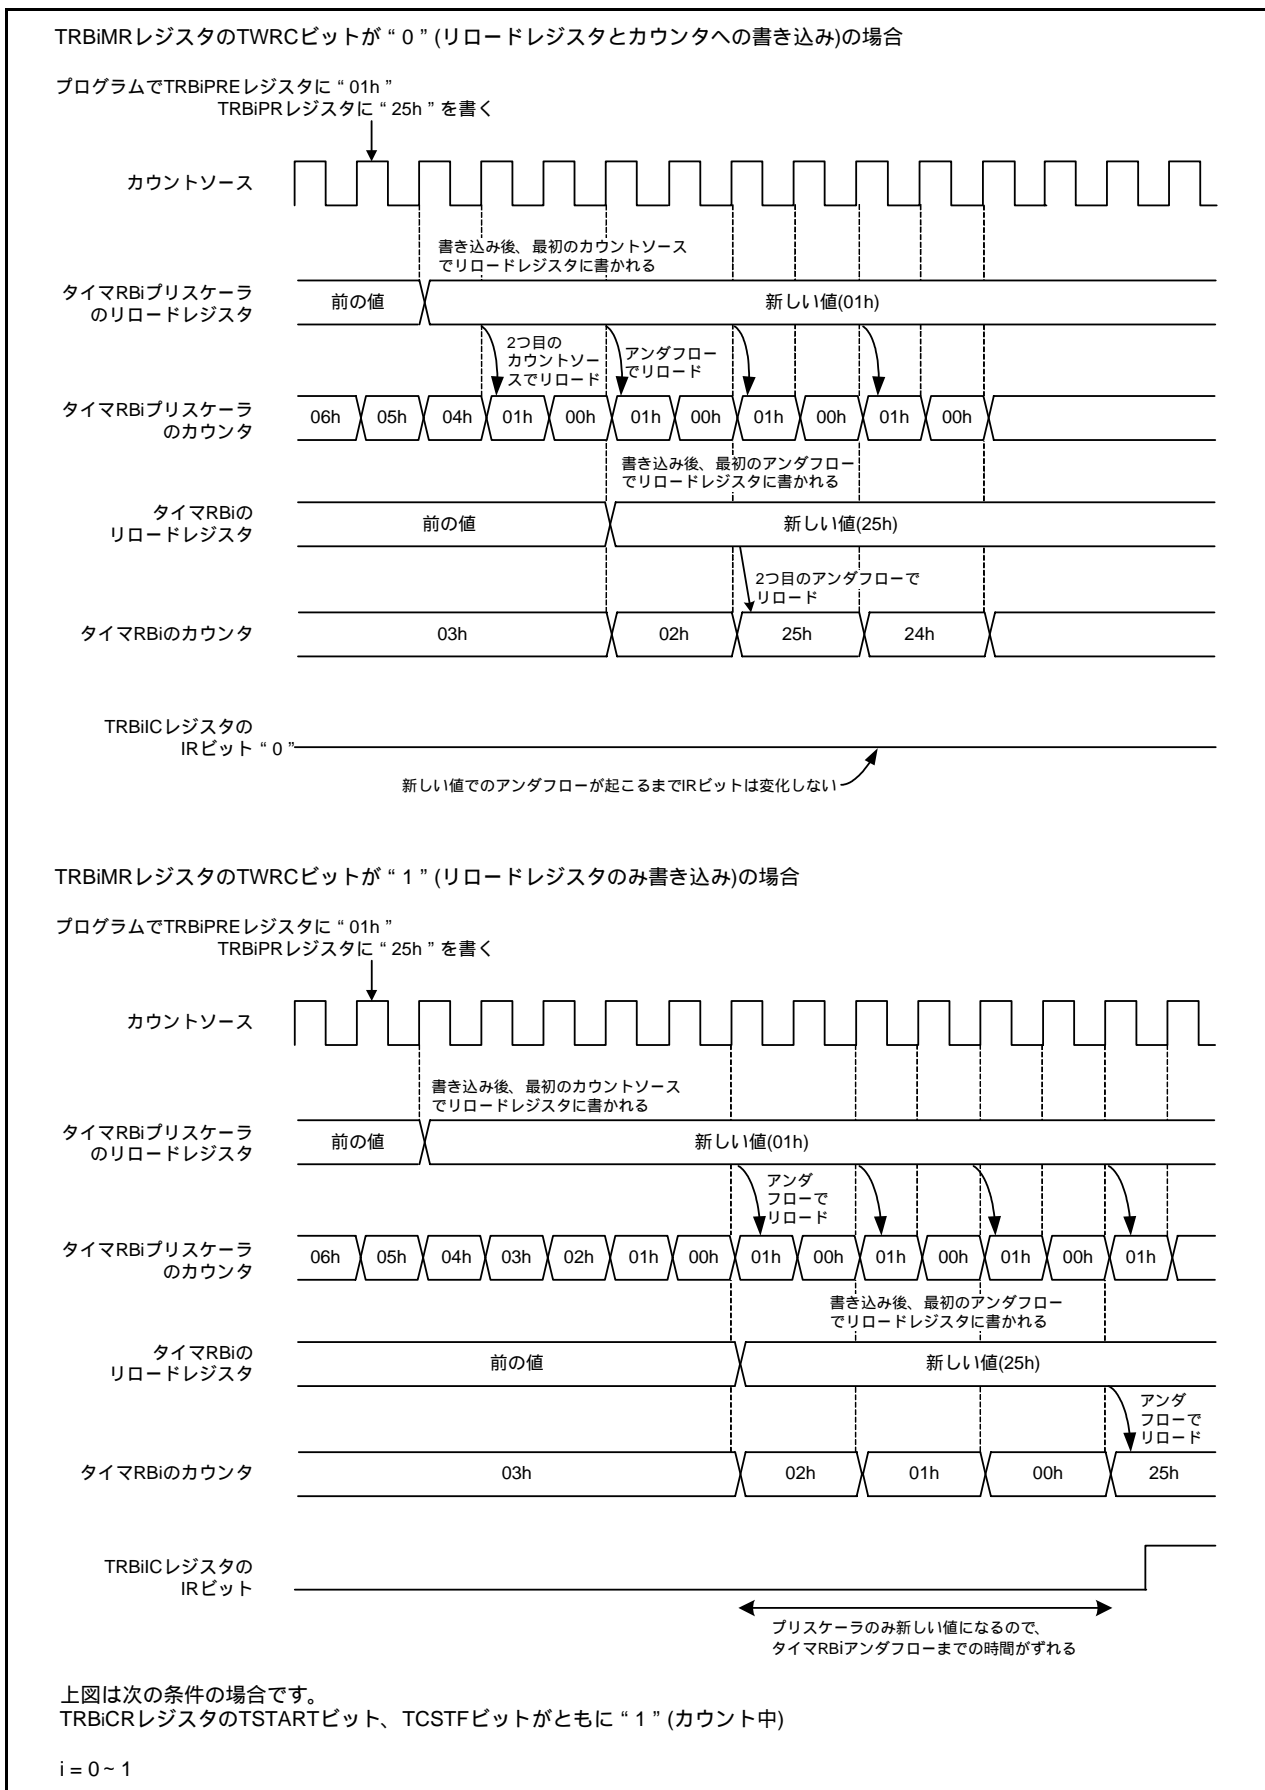 TRBiMRレジスタのTWRCビットが“0”(リロードレジスタとカウンタへの書き込み)の場合
プログラムでTRBiPREレジスタに“01h”
TRBiPRレジスタに“25h”を書く
カウントソース
書き込み後、最初のカウントソース
でリロードレジスタに書かれる
タイマRBiプリスケーラ
のリロードレジスタ
前の値
新しい値(01h)
2つ目の
カウントソー
スでリロード
アンダフロー
でリロード
タイマRBiプリスケーラ
のカウンタ
06h 05h 04h 01h 00h 01h 00h 01h 00h 01h 00h
書き込み後、最初のアンダフロー
でリロードレジスタに書かれる
タイマRBiの
リロードレジスタ
前の値
新しい値(25h)
2つ目のアンダフローで
リロード
タイマRBiのカウンタ
03h 02h 25h 24h
TRBiICレジスタの
IRビット“0”
新しい値でのアンダフローが起こるまでIRビットは変化しない
TRBiMRレジスタのTWRCビットが“1”(リロードレジスタのみ書き込み)の場合
プログラムでTRBiPREレジスタに“01h”
TRBiPRレジスタに“25h”を書く
カウントソース
書き込み後、最初のカウントソース
でリロードレジスタに書かれる
タイマRBiプリスケーラ
のリロードレジスタ
前の値
新しい値(01h)
アンダ
フローで
リロード
タイマRBiプリスケーラ
のカウンタ
06h 05h 04h 03h 02h 01h 00h 01h 00h 01h 00h 01h 00h 01h
書き込み後、最初のアンダフロー
でリロードレジスタに書かれる
タイマRBiの
リロードレジスタ
前の値
新しい値(25h)
アンダ
フローで
リロード
タイマRBiのカウンタ
03h 02h 01h 00h 25h
TRBiICレジスタの
IRビット
プリスケーラのみ新しい値になるので、
タイマRBiアンダフローまでの時間がずれる
上図は次の条件の場合です。
TRBiCRレジスタのTSTARTビット、TCSTFビットがともに“1”(カウント中)
i = 0 ~ 1